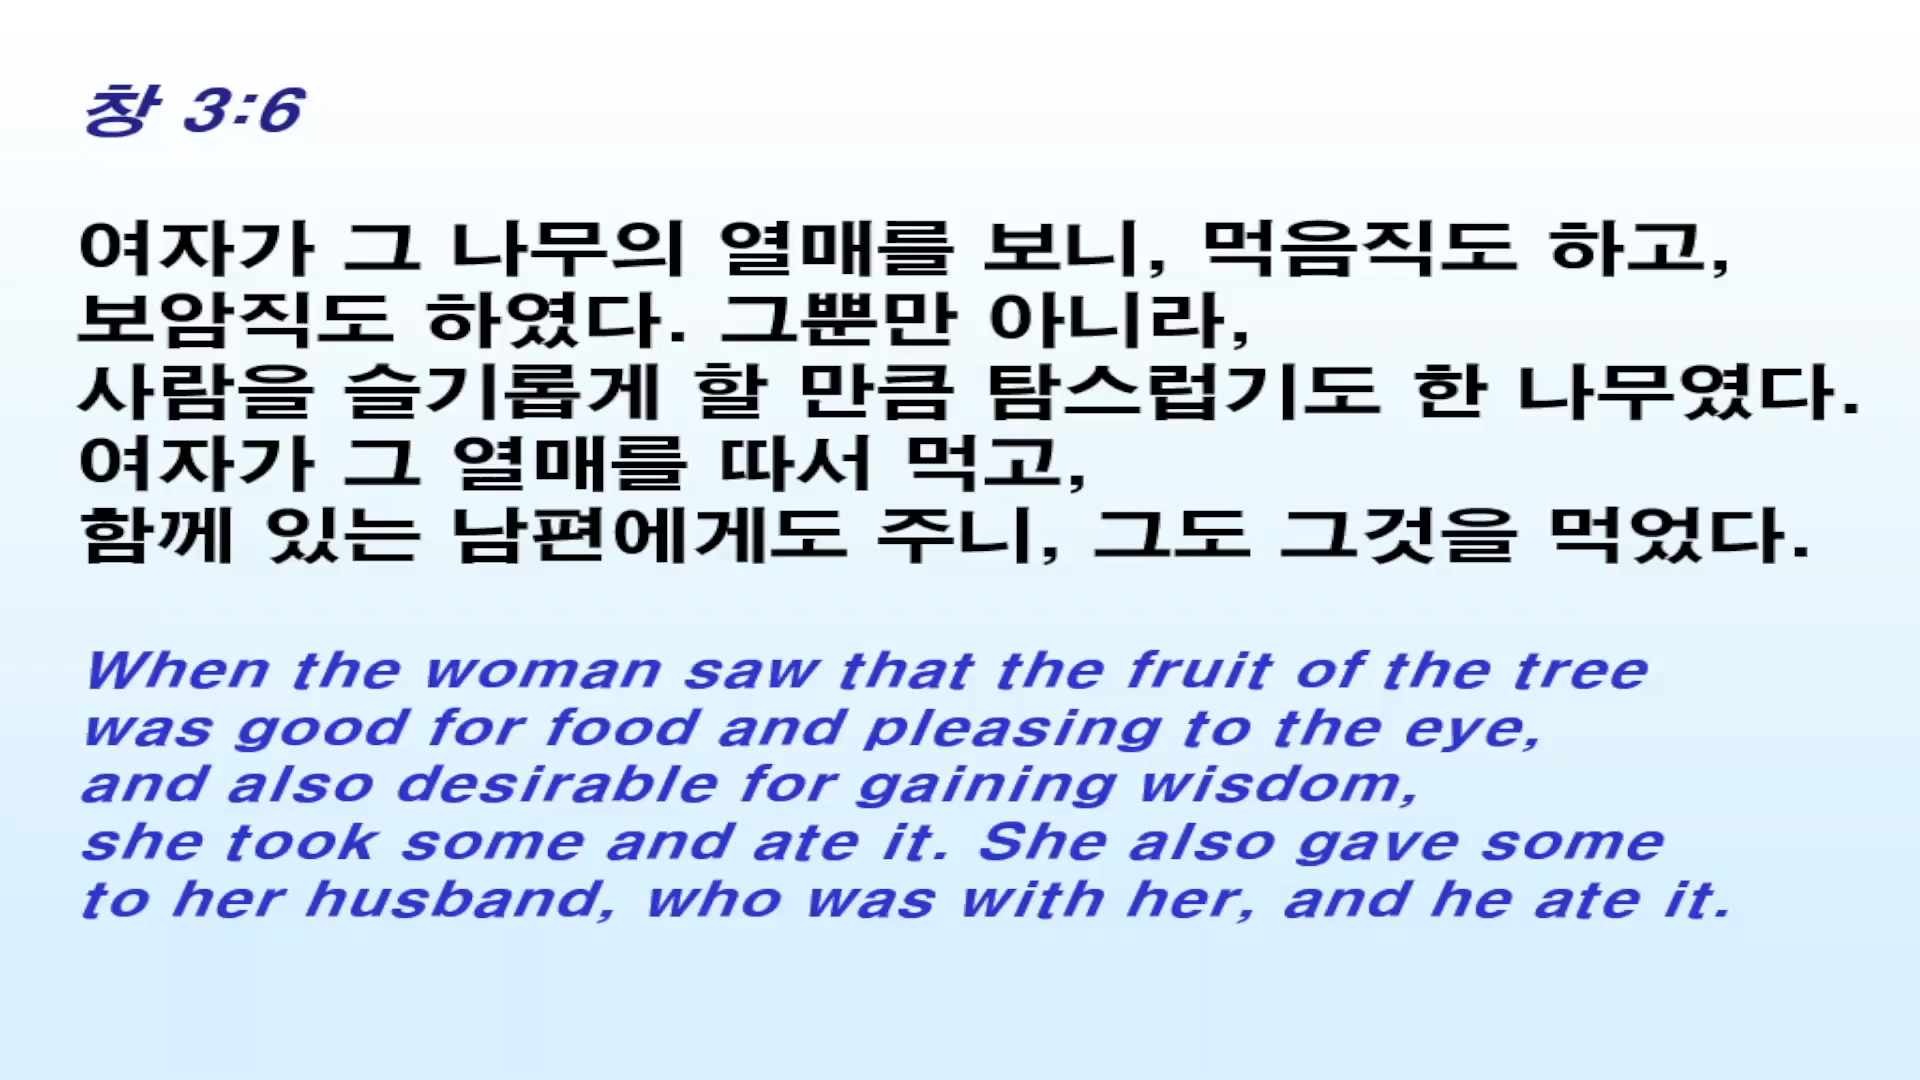 창 3:6
여자가 그 나무의 열매를 보니, 먹음직도 하고,
보암직도 하였다. 그뿐만 아니라,
사람을 슬기롭게 할 만큼 탐스럽기도 한 나무였다.
여자가 그 열매를 따서 먹고,
함께 있는 남편에게도 주니, 그도 그것을 먹었다.
When the woman saw that the fruit of the tree
was good for food and pleasing to the eye,
and also desirable for gaining wisdom,
she took some and ate it. She also gave some
to her husband, who was with her, and he ate it.